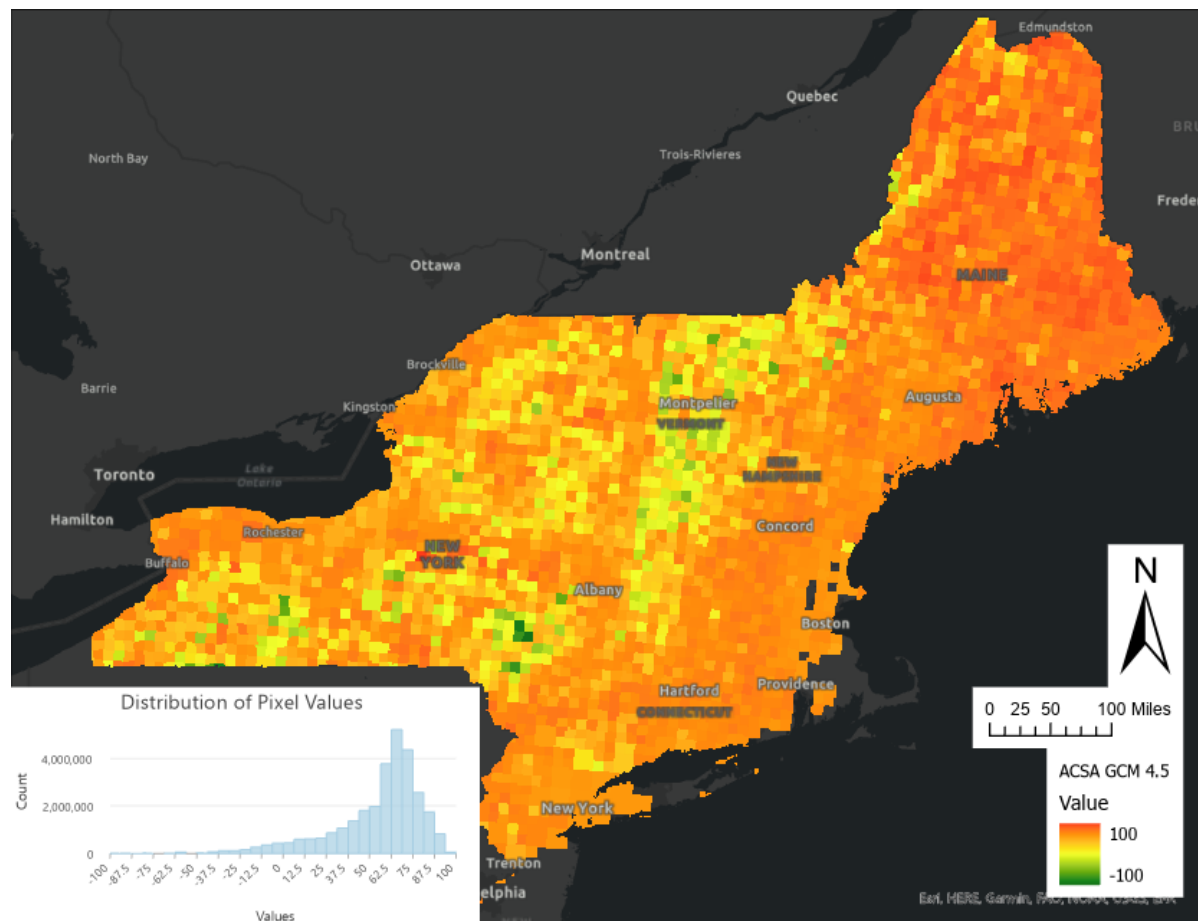 Edmundston
Quebec
BRU
North Bay
Trois-Rivieres
Frede
Montreal
Ottawa
MAINE
Brockville
Barrie
Kingston
Augusta
Montpelier
VERMONT
Toronto
Lake
Ontario
NEW
HAMPSHIRE
Hamilton
Concord
Rochester
NEW
YORK
Buffalo
Albany
Boston
N
Providence
Hartford
CONNECTICUT
0 25 50 100 Miles
Distribution of Pixel Values
Count
4,000,000
2,000,000
0
-100 -87.5 -75 -62.5 -50 -37.5 -25 -12.5 0 12.5 25 37.5 50 62.5 75 87.5 100
Values
ACSA GCM 4.5
Value
100
-100
New York
Trenton
elphia
Esri, HERE, Garmin, FAO, NOAA, USGS, EPA